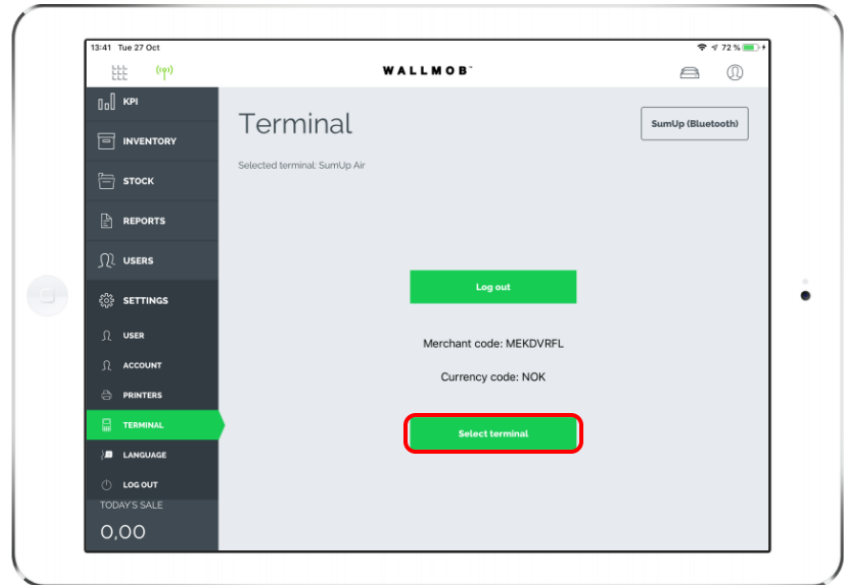 13:41 Tue 27 Oct
72 %
WALLMOB
KPI
INVENTORY
STOCK
REPORTS
USERS
SETTINGS
USER
ACCOUNT
PRINTERS
TERMINAL
LANGUAGE
LOG OUT
TODAY'S SALE
0,00
Terminal
SumUp (Bluetooth)
Selected terminal: SumUp Air
Log out
Merchant code: MEKDVRFL
Currency code: NOK
Select terminal